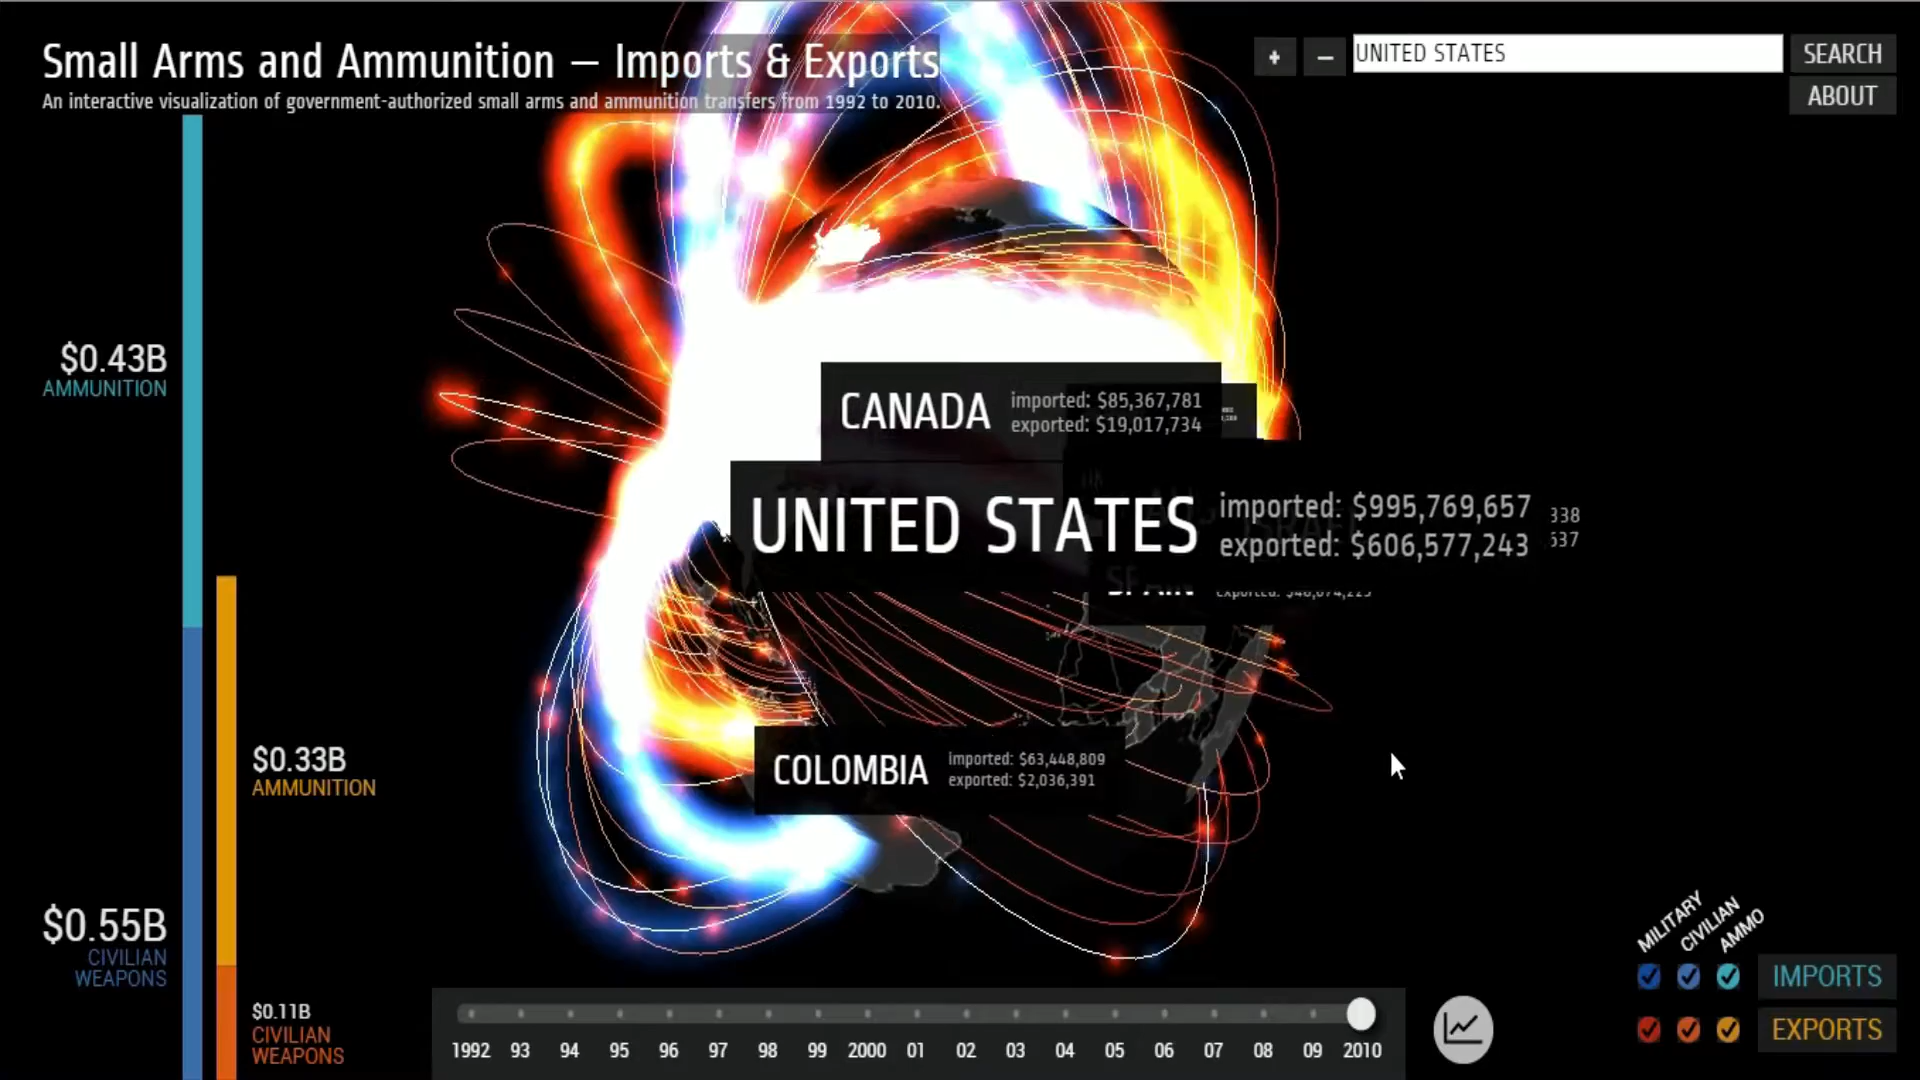 Small Arms and Ammunition — Imports & Exports
An interactive visualization of government-authorized small arms and ammunition transfers from 1992 to 2010.
+ − UNITED STATES SEARCH
ABOUT
$0.43B
AMMUNITION
CANADA
imported: $85,367,781
exported: $19,017,734
UNITED STATES
imported: $995,769,657
exported: $606,577,243
338
537
SPAIN
$0.33B
AMMUNITION
COLOMBIA
imported: $63,448,809
exported: $2,036,391
$0.55B
CIVILIAN
WEAPONS
$0.11B
CIVILIAN
WEAPONS
MILITARY
CIVILIAN
AMMO
IMPORTS
EXPORTS
1992 93 94 95 96 97 98 99 2000 01 02 03 04 05 06 07 08 09 2010